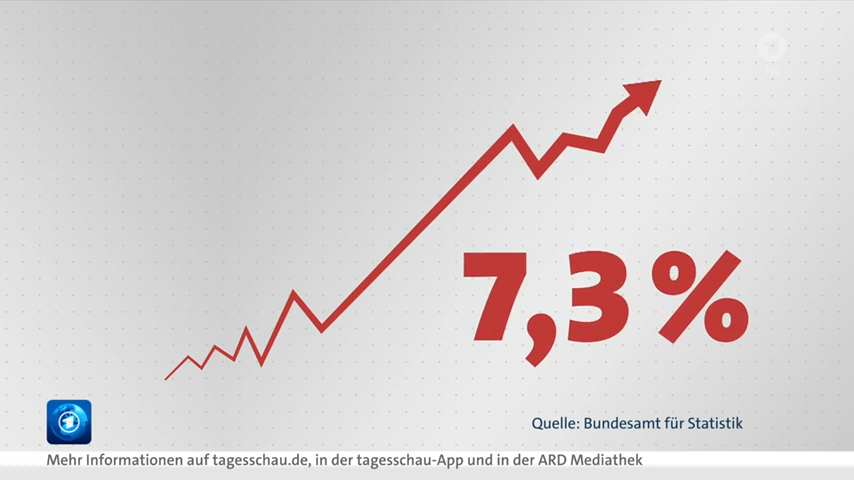 7,3 %
Quelle: Bundesamt für Statistik
Mehr Informationen auf tagesschau.de, in der tagesschau-App und in der ARD Mediathek